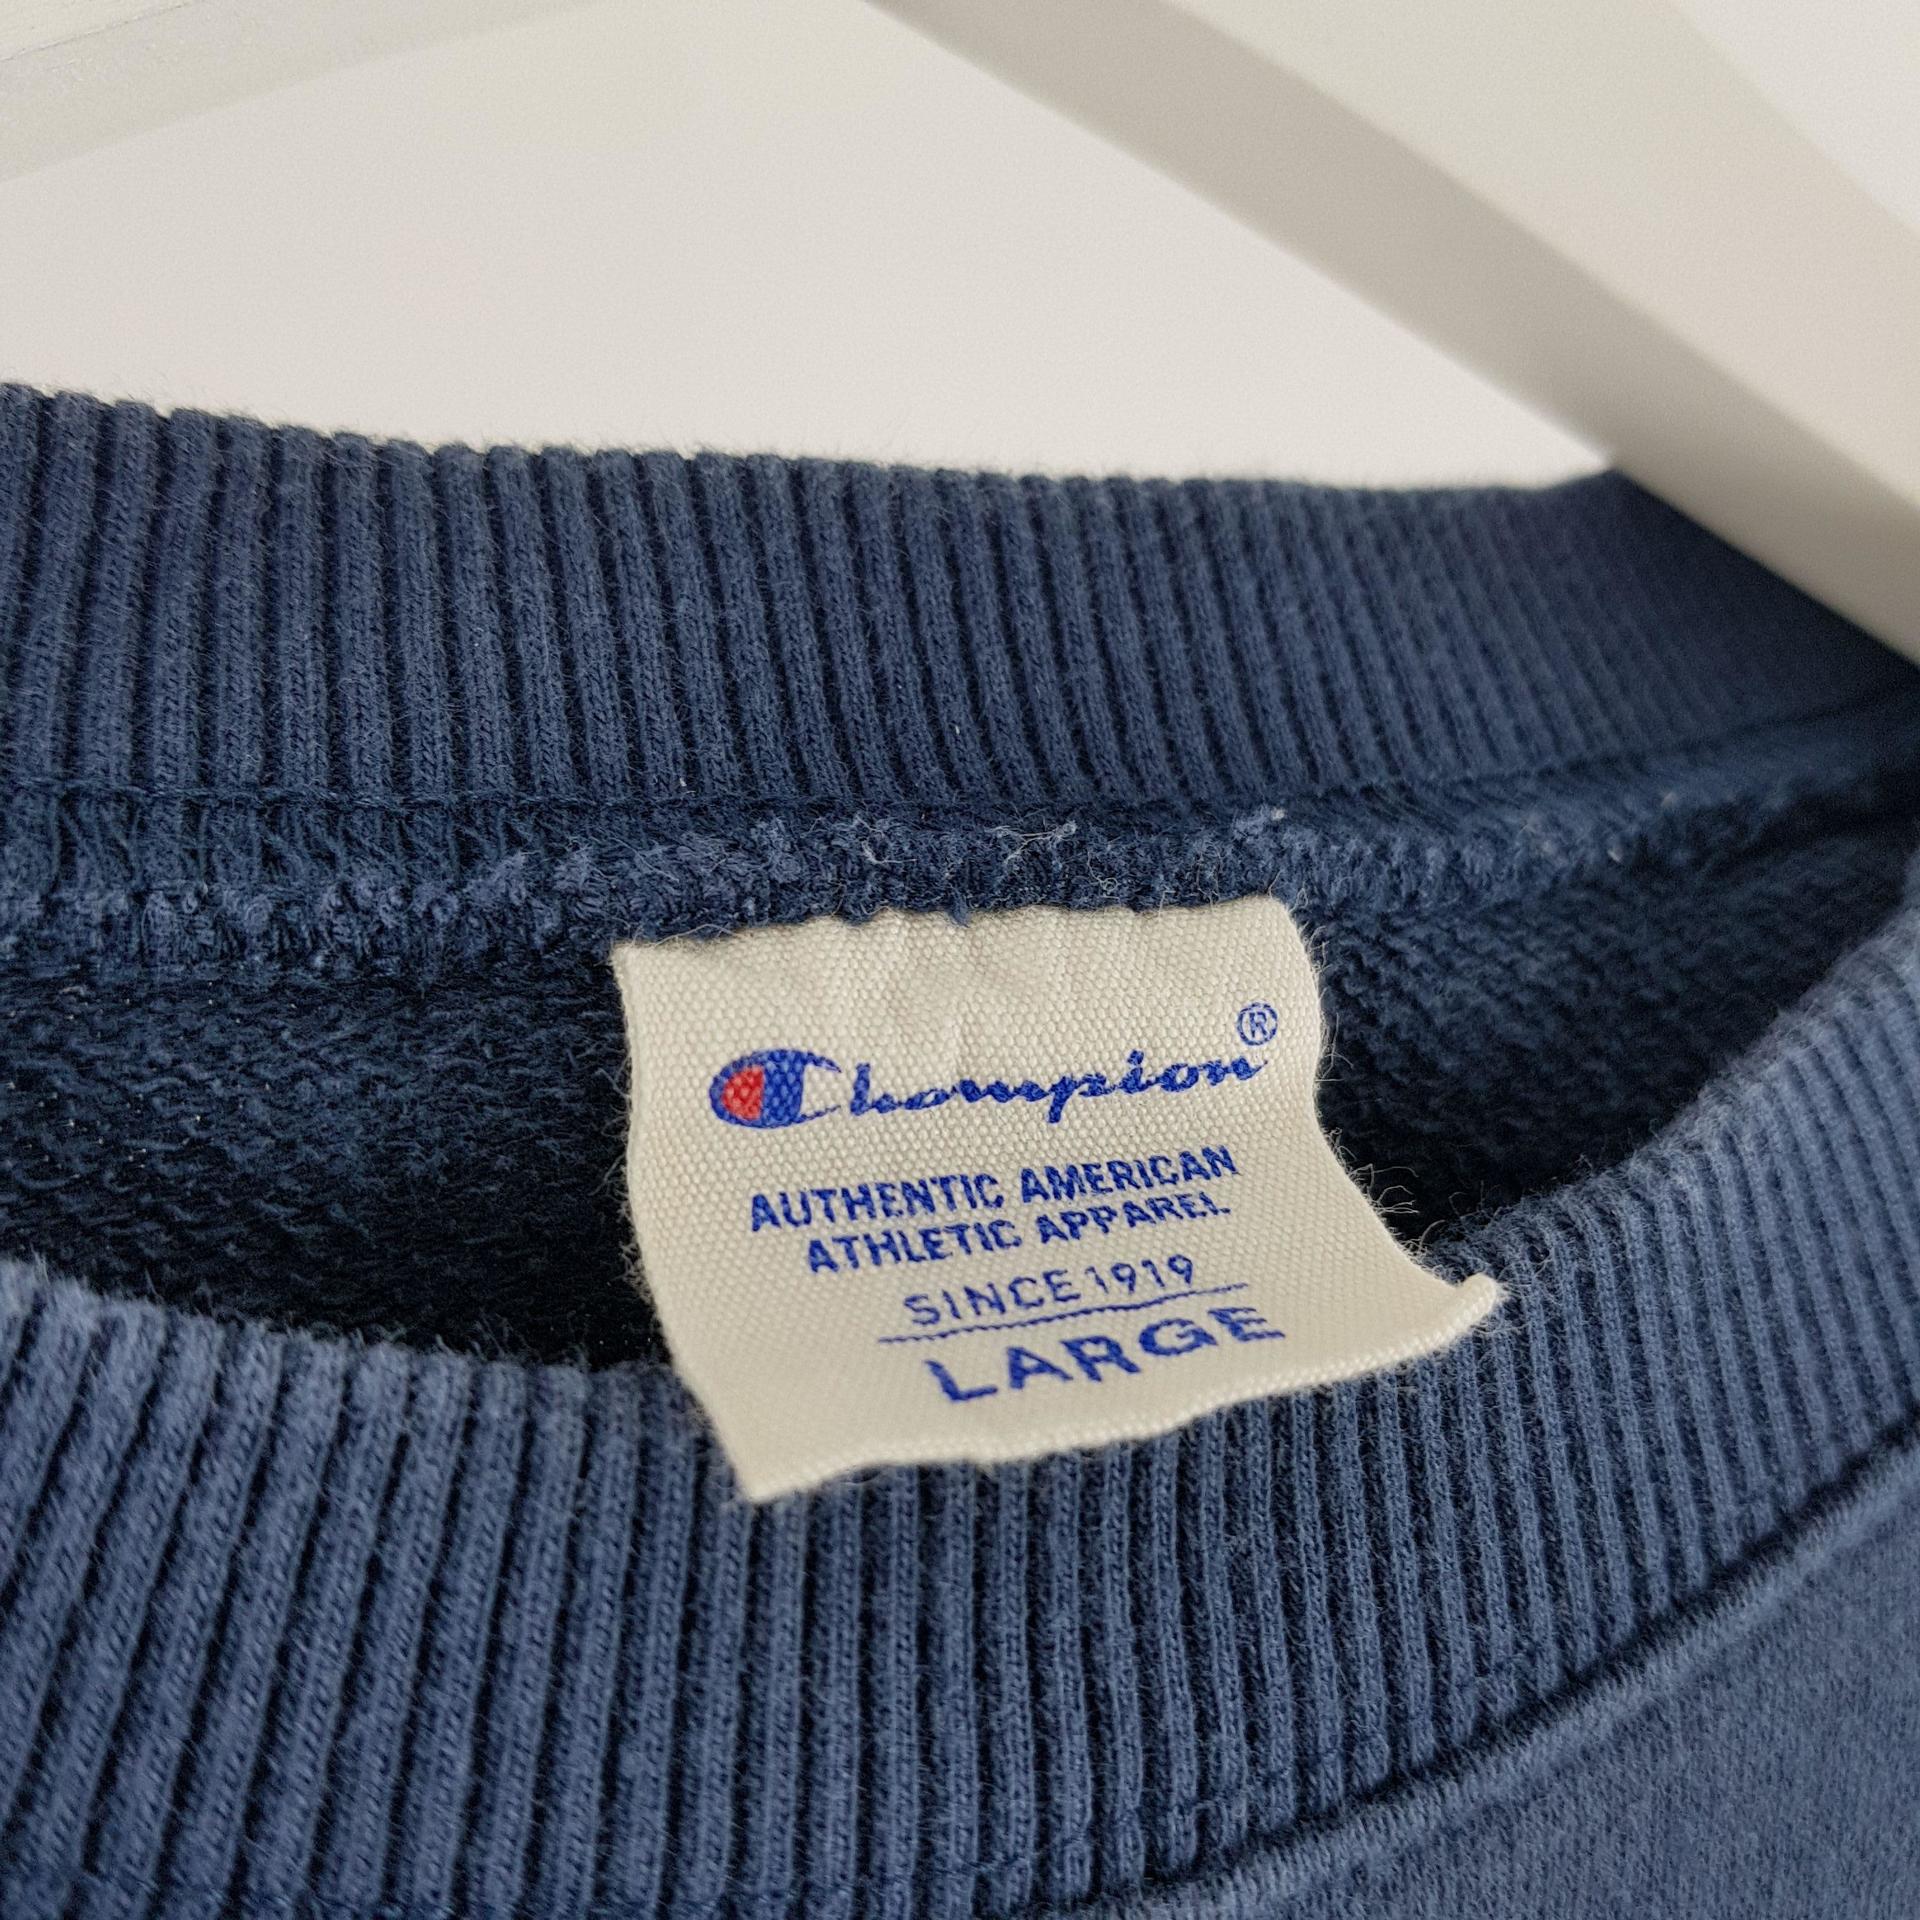 Champion®
AUTHENTIC AMERICAN
ATHLETIC APPAREL
SINCE 1919
LARGE